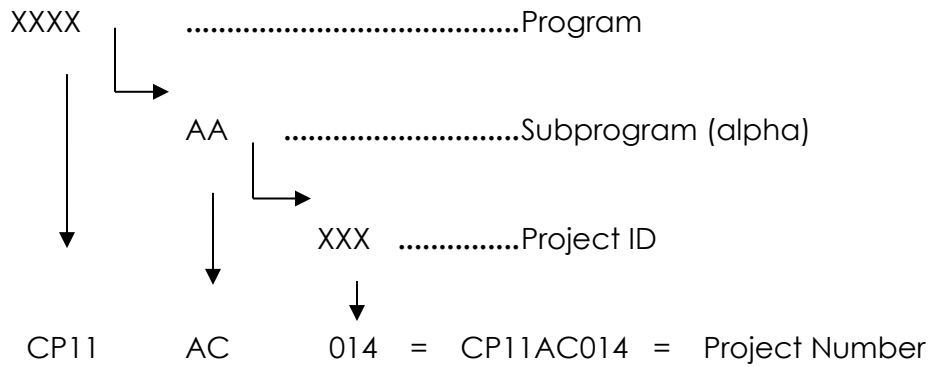 XXXX .........................................Program
AA .............................Subprogram (alpha)
XXX ...............Project ID
CP11 AC 014 = CP11AC014 = Project Number